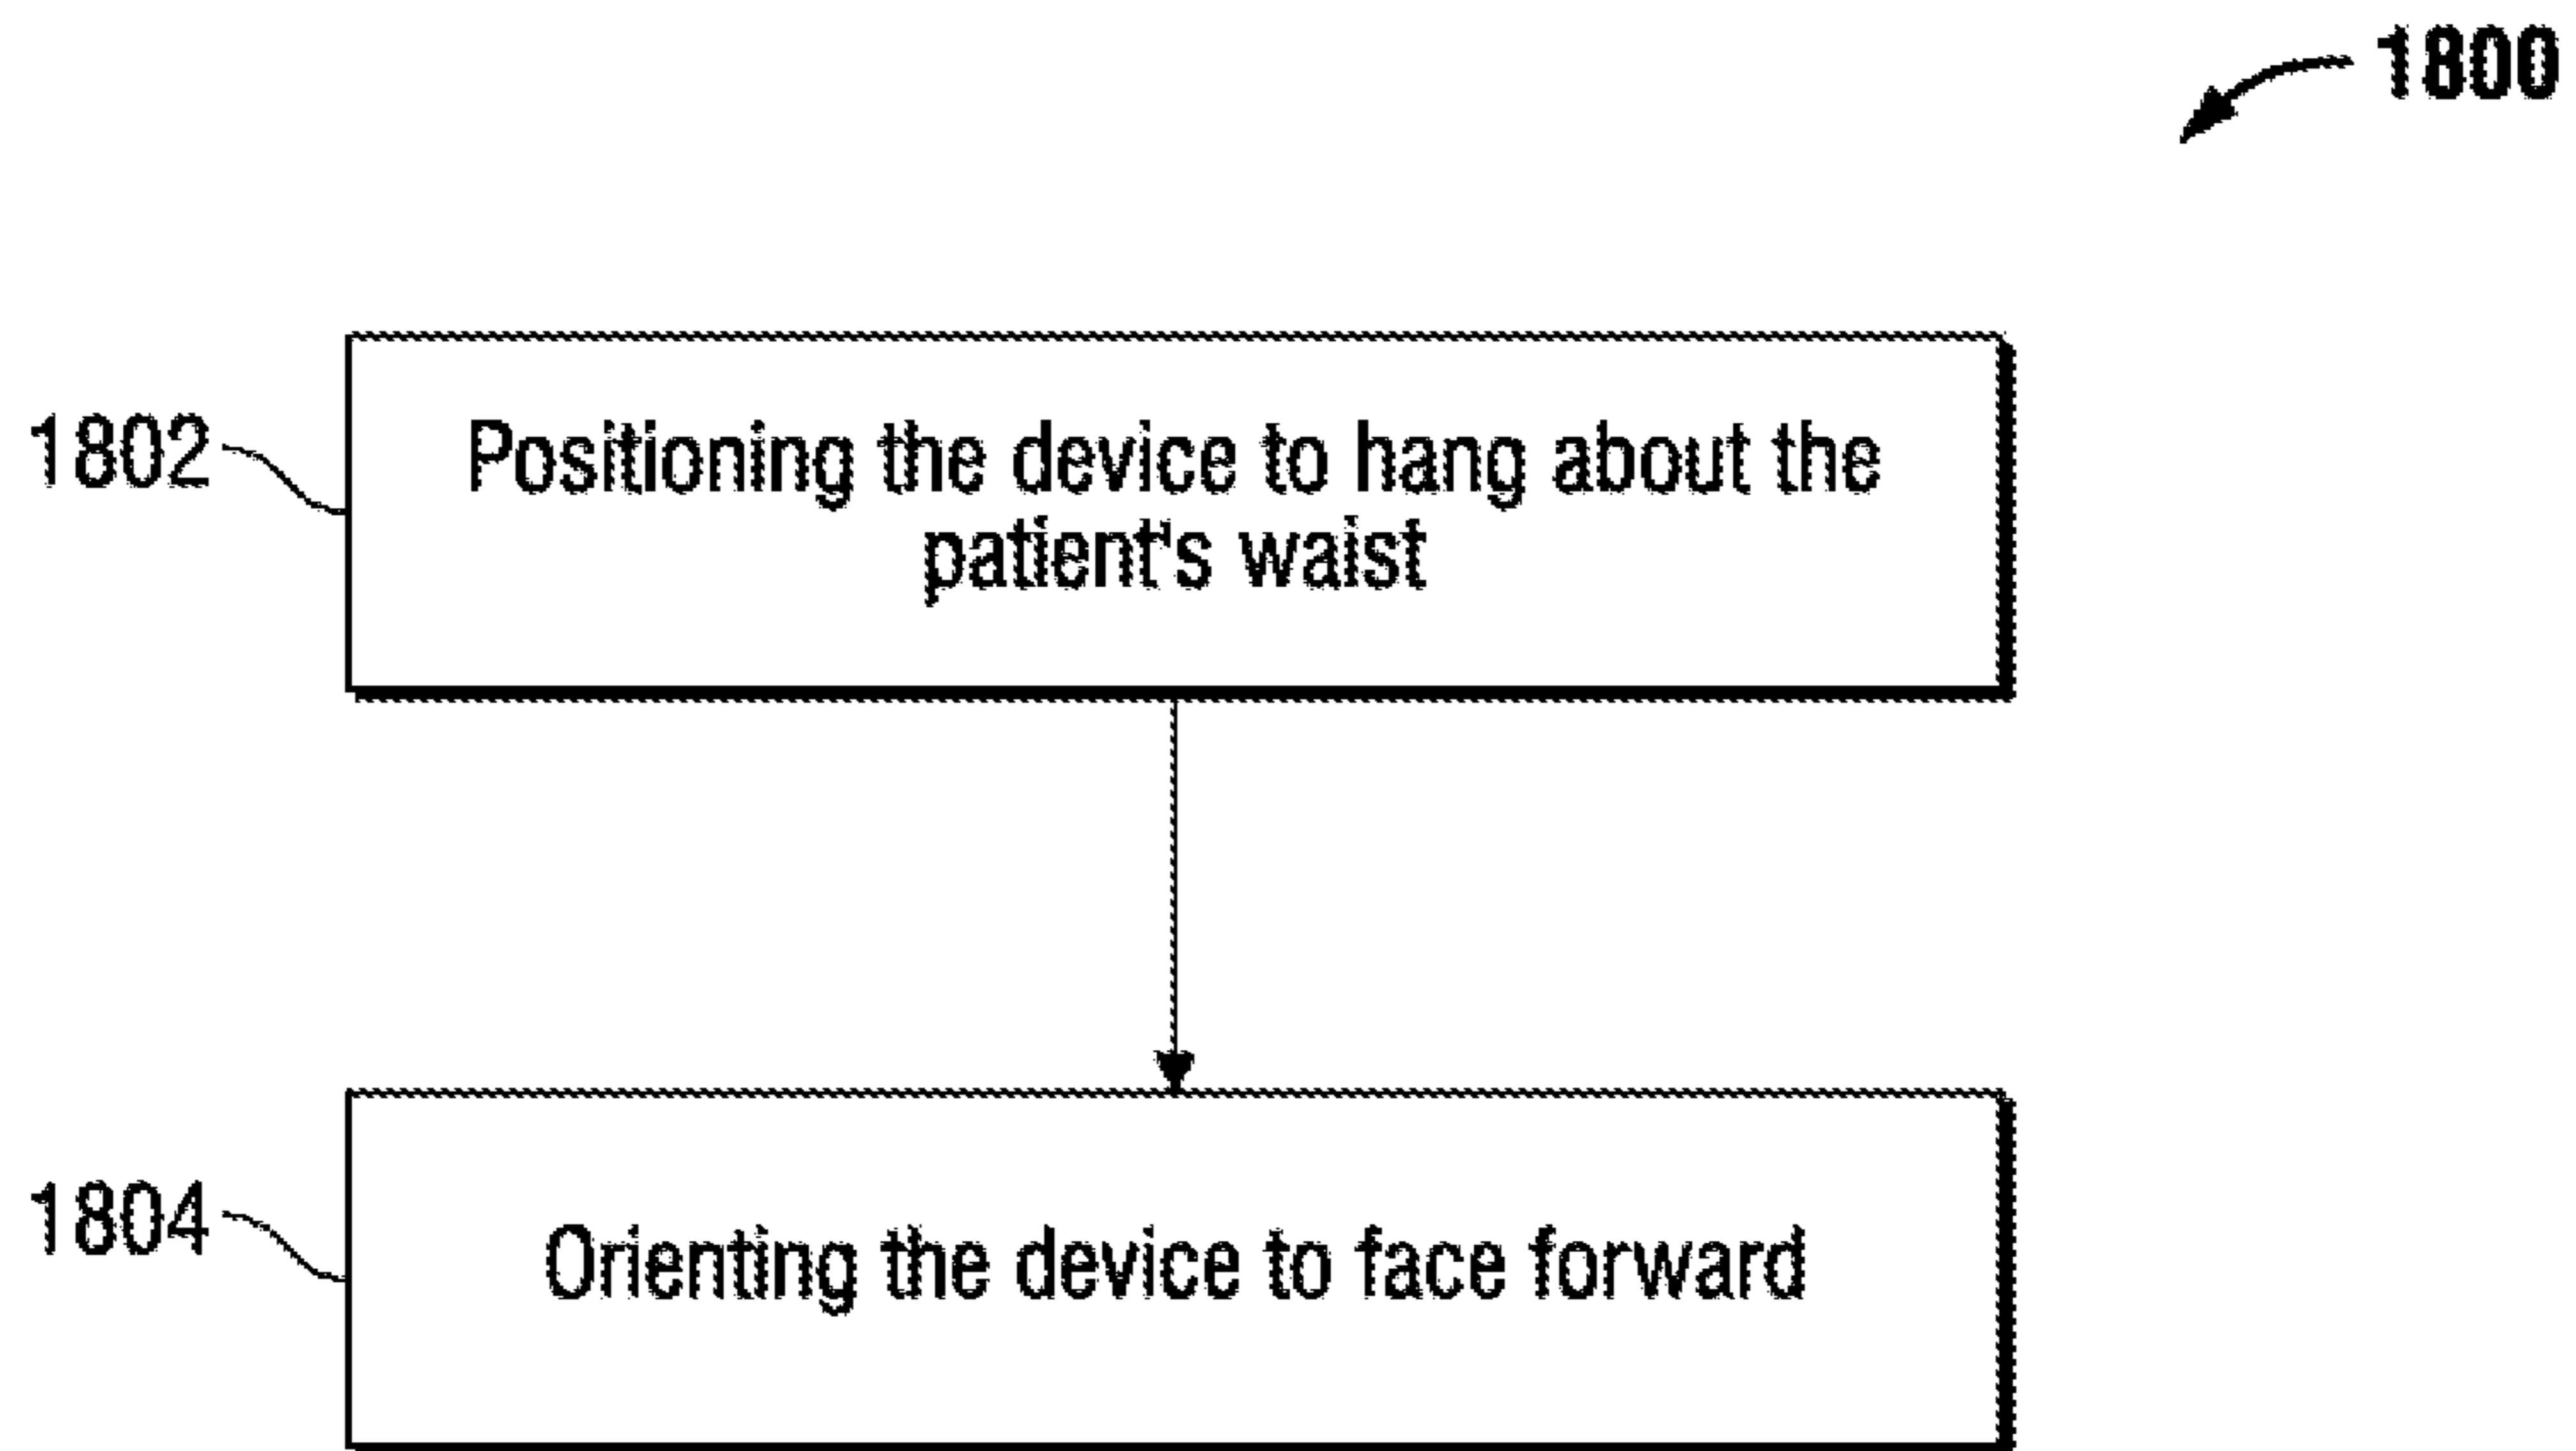 1800
1802
Positioning the device to hang about the
patient's waist
1804
Orienting the device to face forward